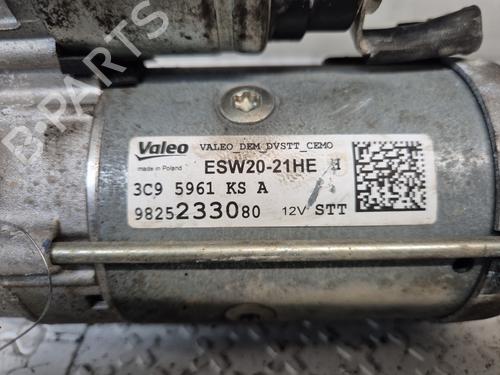 Valeo VALEO_DEM_DVSTT_CEMO
Made in Poland ESW20-21HE H
3C9 5961 KS A
9825233080 12V STT
B-PARTS